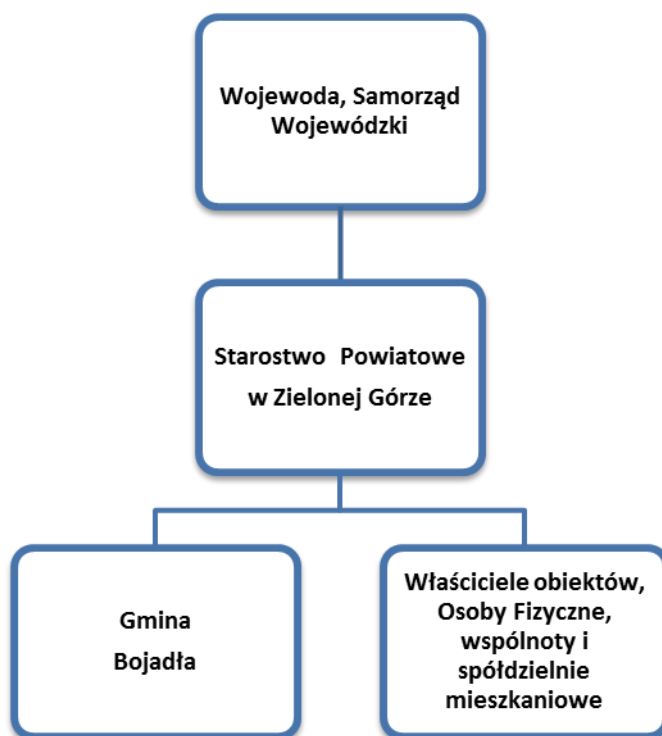 Wojewoda, Samorząd
Wojewódzki
Starostwo Powiatowe
w Zielonej Górze
Gmina
Bojadła
Właściciele obiektów,
Osoby Fizyczne,
wspólnoty i
spółdzielnie
mieszkaniowe